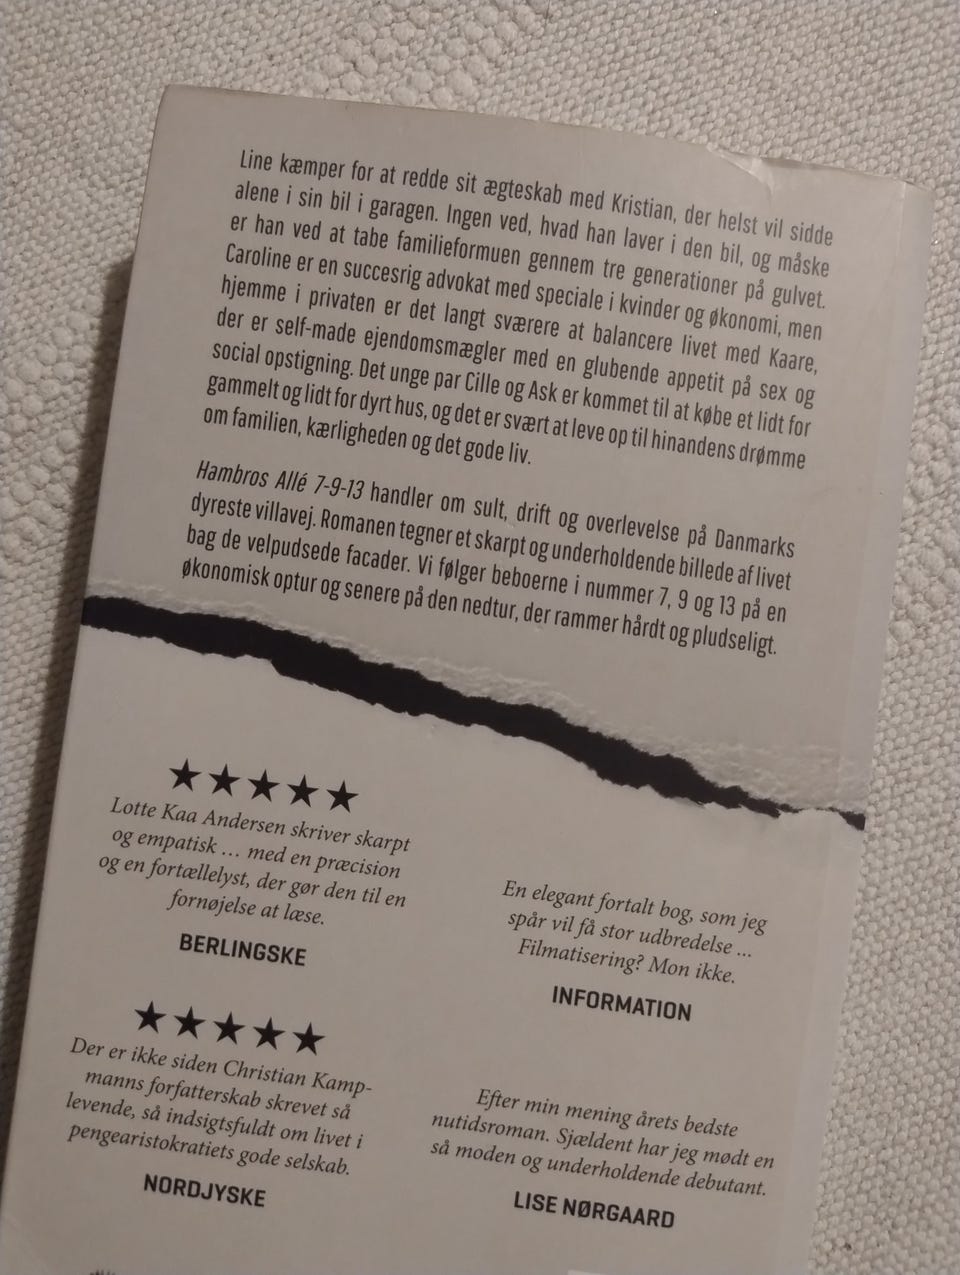 Line kæmper for at redde sit ægteskab med Kristian, der helst vil sidde
alene i sin bil i garagen. Ingen ved, hvad han laver i den bil, og måske
er han ved at tabe familieformuen gennem tre generationer på gulvet.
Caroline er en succesrig advokat med speciale i kvinder og økonomi, men
hjemme i privaten er det langt sværere at balancere livet med Kaare,
der er self-made ejendomsmægler med en glubende appetit på sex og
social opstigning. Det unge par Cille og Ask er kommet til at købe et lidt for
gammelt og lidt for dyrt hus, og det er svært at leve op til hinandens drømme
om familien, kærligheden og det gode liv.
Hambros Allé 7-9-13 handler om sult, drift og overlevelse på Danmarks
dyreste villavej. Romanen tegner et skarpt og underholdende billede af livet
bag de velpudsede facader. Vi følger beboerne i nummer 7, 9 og 13 på en
økonomisk optur og senere på den nedtur, der rammer hårdt og pludseligt.
★★★★★
Lotte Kaa Andersen skriver skarpt
og empatisk ... med en præcision
og en fortællelyst, der gør den til en
fornøjelse at læse.
BERLINGSKE
En elegant fortalt bog, som jeg
spår vil få stor udbredelse ...
Filmatisering? Mon ikke.
INFORMATION
★★★★★
Der er ikke siden Christian Kamp-
manns forfatterskab skrevet så
levende, så indsigtsfuldt om livet i
pengearistokratiets gode selskab.
NORDJYSKE
Efter min mening årets bedste
nutidsroman. Sjældent har jeg mødt en
så moden og underholdende debutant.
LISE NØRGAARD